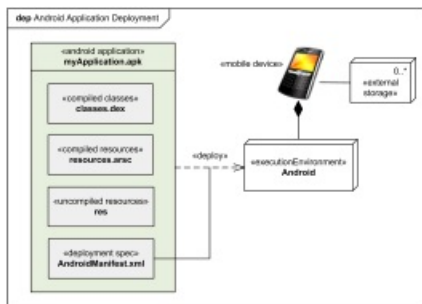 dep Android Application Deployment
«android application»
myApplication.apk
«compiled classes»
classes.dex
«compiled resources»
resources.arsc
«uncompiled resources»
res
«deployment spec»
AndroidManifest.xml
«deploy»
«mobile device»
0..*
«external
storage»
«executionEnvironment»
Android